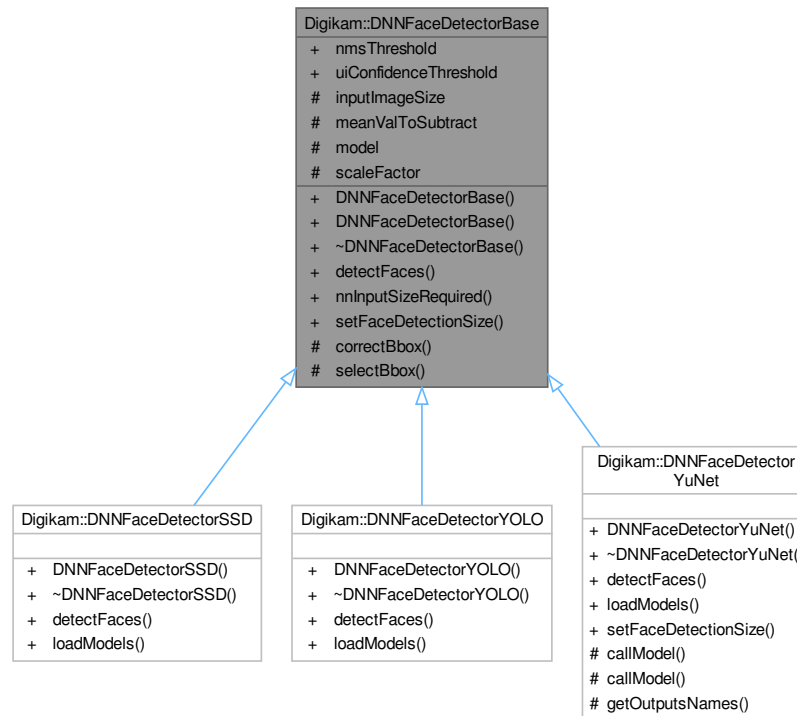 Digikam::DNNFaceDetectorBase
+ nmsThreshold
+ uiConfidenceThreshold
# inputImageSize
# meanValToSubtract
# model
# scaleFactor
+ DNNFaceDetectorBase()
+ DNNFaceDetectorBase()
+ ~DNNFaceDetectorBase()
+ detectFaces()
+ nnInputSizeRequired()
+ setFaceDetectionSize()
# correctBbox()
# selectBbox()
Digikam::DNNFaceDetectorSSD
+ DNNFaceDetectorSSD()
+ ~DNNFaceDetectorSSD()
+ detectFaces()
+ loadModels()
Digikam::DNNFaceDetectorYOLO
+ DNNFaceDetectorYOLO()
+ ~DNNFaceDetectorYOLO()
+ detectFaces()
+ loadModels()
Digikam::DNNFaceDetector
YuNet
+ DNNFaceDetectorYuNet()
+ ~DNNFaceDetectorYuNet(
+ detectFaces()
+ loadModels()
+ setFaceDetectionSize()
# callModel()
# callModel()
# getOutputsNames()